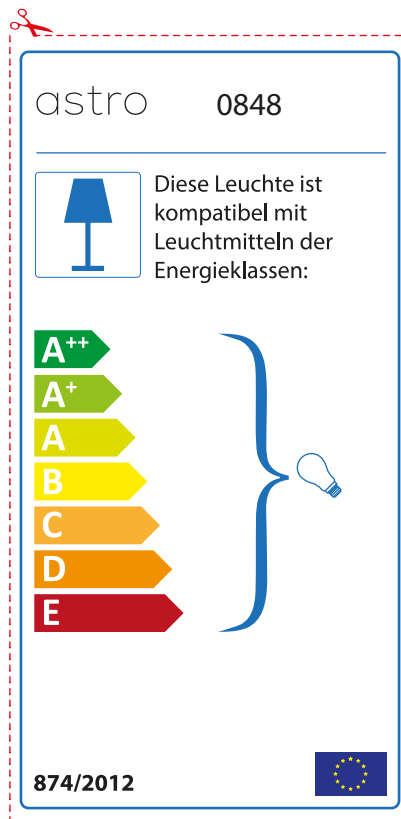 astro 0848
Diese Leuchte ist
kompatibel mit
Leuchtmitteln der
Energieklassen:
A++
A+
A
B
C
D
E
874/2012